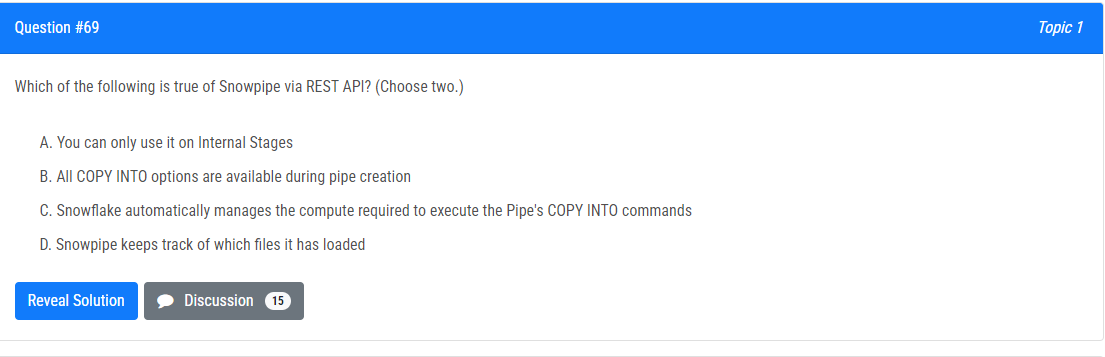 Question #69
Topic 1
Which of the following is true of Snowpipe via REST API? (Choose two.)
A. You can only use it on Internal Stages
B. All COPY INTO options are available during pipe creation
C. Snowflake automatically manages the compute required to execute the Pipe's COPY INTO commands
D. Snowpipe keeps track of which files it has loaded
Reveal Solution
Discussion 15